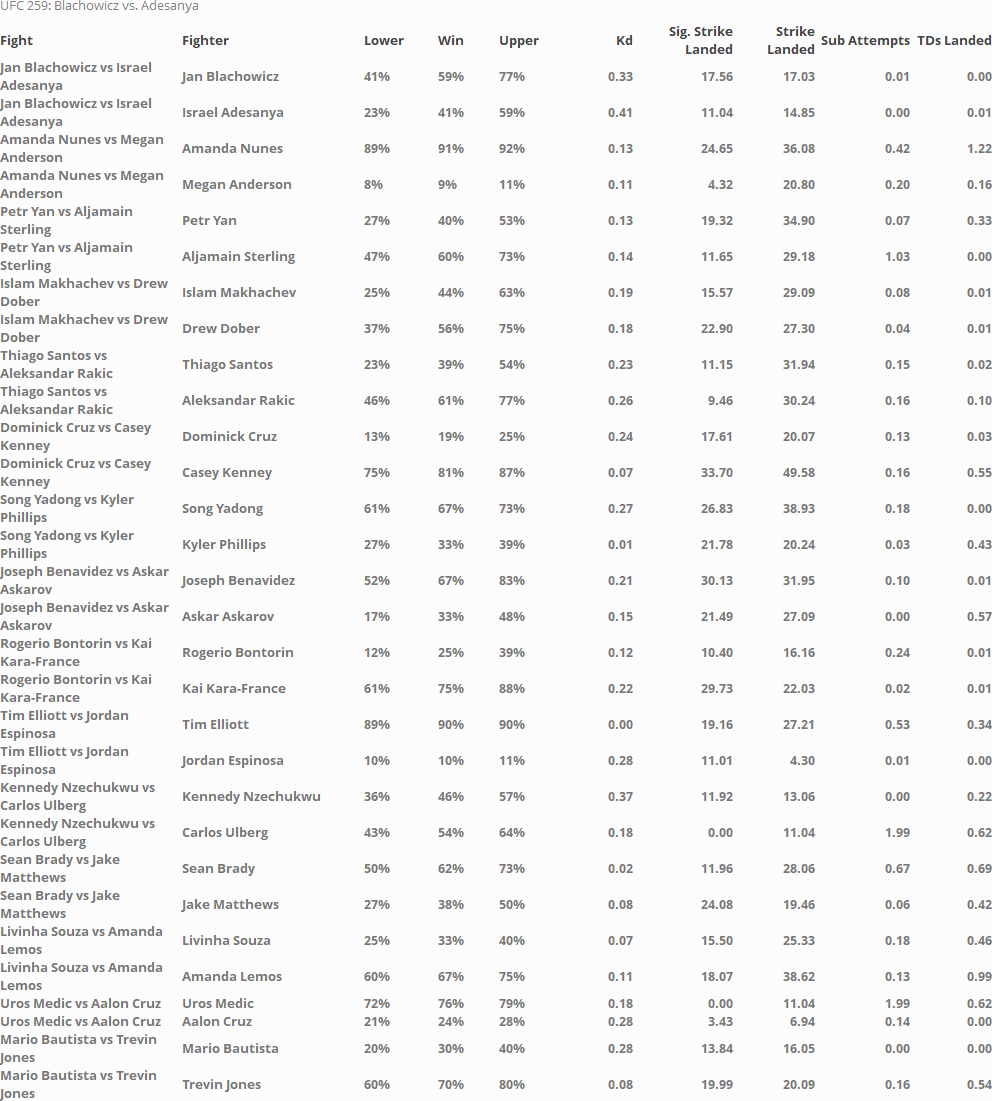 UFC 259: Blachowicz vs. Adesanya
Fight Fighter Lower Win Upper Kd Sig. Strike Landed Strike Landed Sub Attempts TDs Landed
Jan Blachowicz vs Israel Adesanya Jan Blachowicz 41% 59% 77% 0.33 17.56 17.03 0.01 0.00
Jan Blachowicz vs Israel Adesanya Israel Adesanya 23% 41% 59% 0.41 11.04 14.85 0.00 0.01
Amanda Nunes vs Megan Anderson Amanda Nunes 89% 91% 92% 0.13 24.65 36.08 0.42 1.22
Amanda Nunes vs Megan Anderson Megan Anderson 8% 9% 11% 0.11 4.32 20.80 0.20 0.16
Petr Yan vs Aljamain Sterling Petr Yan 27% 40% 53% 0.13 19.32 34.90 0.07 0.33
Petr Yan vs Aljamain Sterling Aljamain Sterling 47% 60% 73% 0.14 11.65 29.18 1.03 0.00
Islam Makhachev vs Drew Dober Islam Makhachev 25% 44% 63% 0.19 15.57 29.09 0.08 0.01
Islam Makhachev vs Drew Dober Drew Dober 37% 56% 75% 0.18 22.90 27.30 0.04 0.01
Thiago Santos vs Aleksandar Rakic Thiago Santos 23% 39% 54% 0.23 11.15 31.94 0.15 0.02
Thiago Santos vs Aleksandar Rakic Aleksandar Rakic 46% 61% 77% 0.26 9.46 30.24 0.16 0.10
Dominick Cruz vs Casey Kenney Dominick Cruz 13% 19% 25% 0.24 17.61 20.07 0.13 0.03
Dominick Cruz vs Casey Kenney Casey Kenney 75% 81% 87% 0.07 33.70 49.58 0.16 0.55
Song Yadong vs Kyler Phillips Song Yadong 61% 67% 73% 0.27 26.83 38.93 0.18 0.00
Song Yadong vs Kyler Phillips Kyler Phillips 27% 33% 39% 0.01 21.78 20.24 0.03 0.43
Joseph Benavidez vs Askar Askarov Joseph Benavidez 52% 67% 83% 0.21 30.13 31.95 0.10 0.01
Joseph Benavidez vs Askar Askarov Askar Askarov 17% 33% 48% 0.15 21.49 27.09 0.00 0.57
Rogerio Bontorin vs Kai Kara-France Rogerio Bontorin 12% 25% 39% 0.12 10.40 16.16 0.24 0.01
Rogerio Bontorin vs Kai Kara-France Kai Kara-France 61% 75% 88% 0.22 29.73 22.03 0.02 0.01
Tim Elliott vs Jordan Espinosa Tim Elliott 89% 90% 90% 0.00 19.16 27.21 0.53 0.34
Tim Elliott vs Jordan Espinosa Jordan Espinosa 10% 10% 11% 0.28 11.01 4.30 0.01 0.00
Kennedy Nzechukwu vs Carlos Ulberg Kennedy Nzechukwu 36% 46% 57% 0.37 11.92 13.06 0.00 0.22
Kennedy Nzechukwu vs Carlos Ulberg Carlos Ulberg 43% 54% 64% 0.18 0.00 11.04 1.99 0.62
Sean Brady vs Jake Matthews Sean Brady 50% 62% 73% 0.02 11.96 28.06 0.67 0.69
Sean Brady vs Jake Matthews Jake Matthews 27% 38% 50% 0.08 24.08 19.46 0.06 0.42
Livinha Souza vs Amanda Lemos Livinha Souza 25% 33% 40% 0.07 15.50 25.33 0.18 0.46
Livinha Souza vs Amanda Lemos Amanda Lemos 60% 67% 75% 0.11 18.07 38.62 0.13 0.99
Uros Medic vs Aalon Cruz Uros Medic 72% 76% 79% 0.18 0.00 11.04 1.99 0.62
Uros Medic vs Aalon Cruz Aalon Cruz 21% 24% 28% 0.28 3.43 6.94 0.14 0.00
Mario Bautista vs Trevin Jones Mario Bautista 20% 30% 40% 0.28 13.84 16.05 0.00 0.00
Mario Bautista vs Trevin Jones Trevin Jones 60% 70% 80% 0.08 19.99 20.09 0.16 0.54